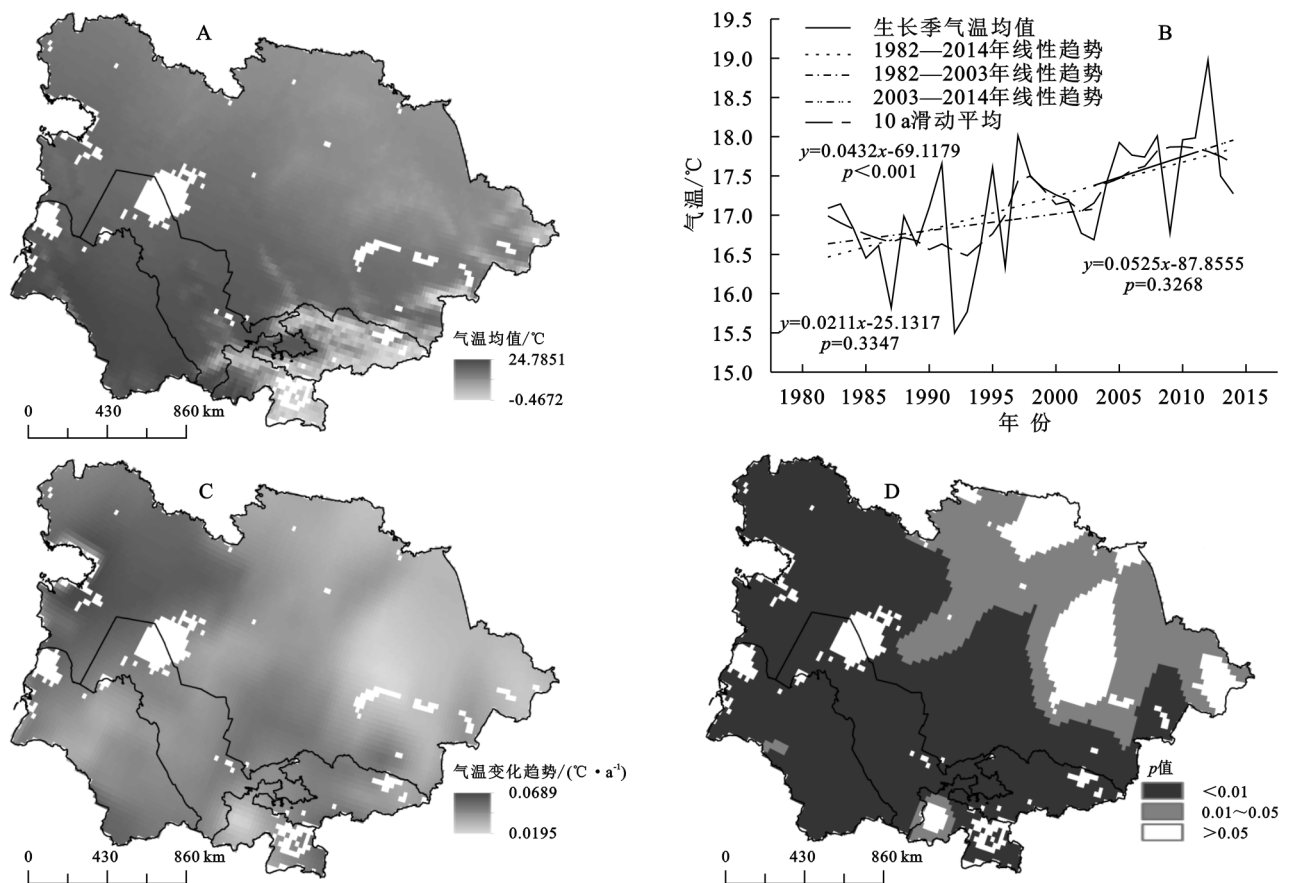 A
气温均值/℃
24.7851
-0.4672
0 430 860 km
19.5
19.0
18.5
18.0
17.5
17.0
16.5
16.0
15.5
15.0
气温/℃
B
生长季气温均值
1982—2014年线性趋势
1982—2003年线性趋势
2003—2014年线性趋势
10 a滑动平均
y=0.0432x-69.1179
p<0.001
y=0.0525x-87.8555
p=0.3268
y=0.0211x-25.1317
p=0.3347
1980 1985 1990 1995 2000 2005 2010 2015
年 份
C
气温变化趋势/(℃·a⁻¹)
0.0689
0.0195
0 430 860 km
D
p值
<0.01
0.01~0.05
>0.05
0 430 860 km